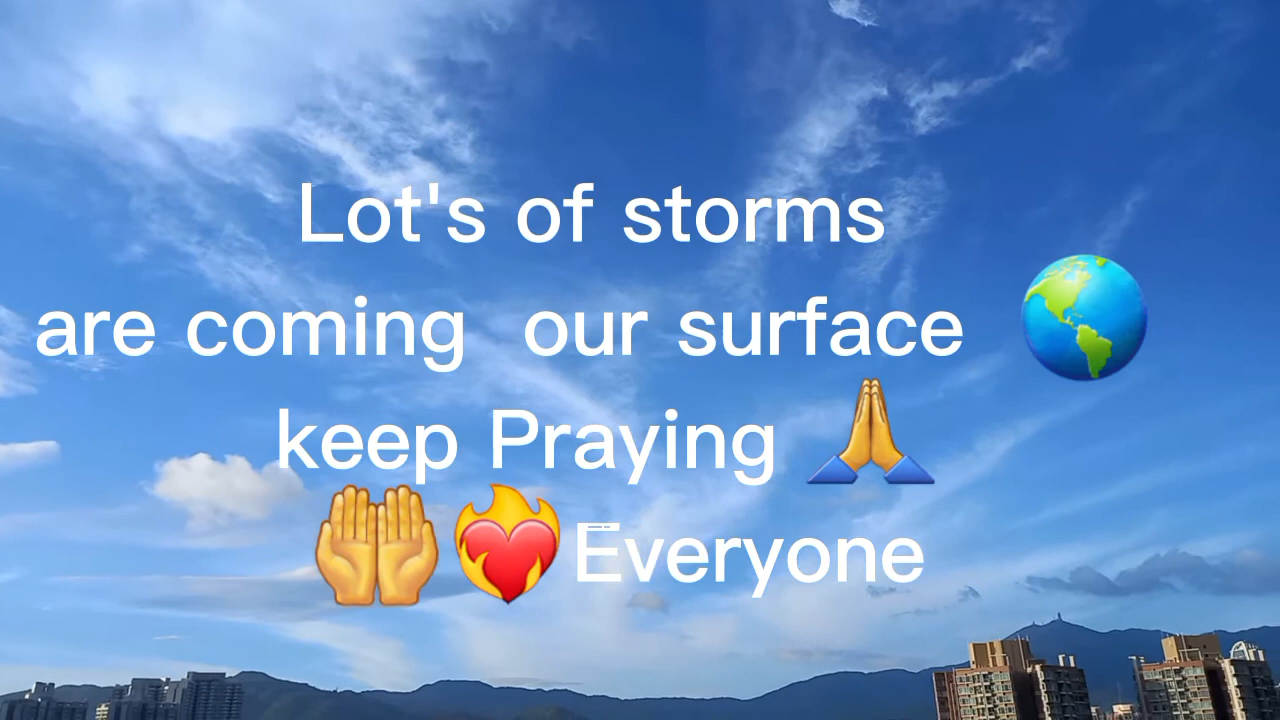 Lot's of storms
are coming our surface 🌎
keep Praying 🙏
🤲❤️‍🔥Everyone